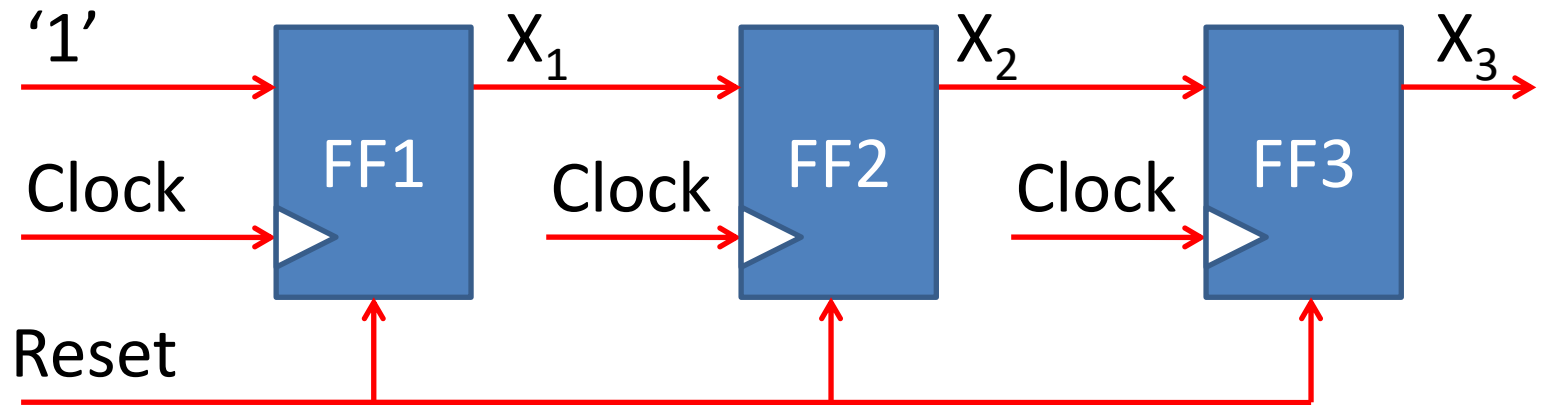 ‘1’
X₁
X₂
X₃
FF1
FF2
FF3
Clock
Clock
Clock
Reset